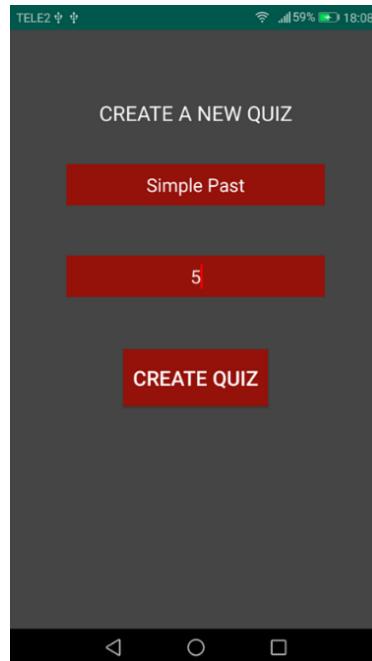 TELE2 59% 18:08
CREATE A NEW QUIZ
Simple Past
5
CREATE QUIZ